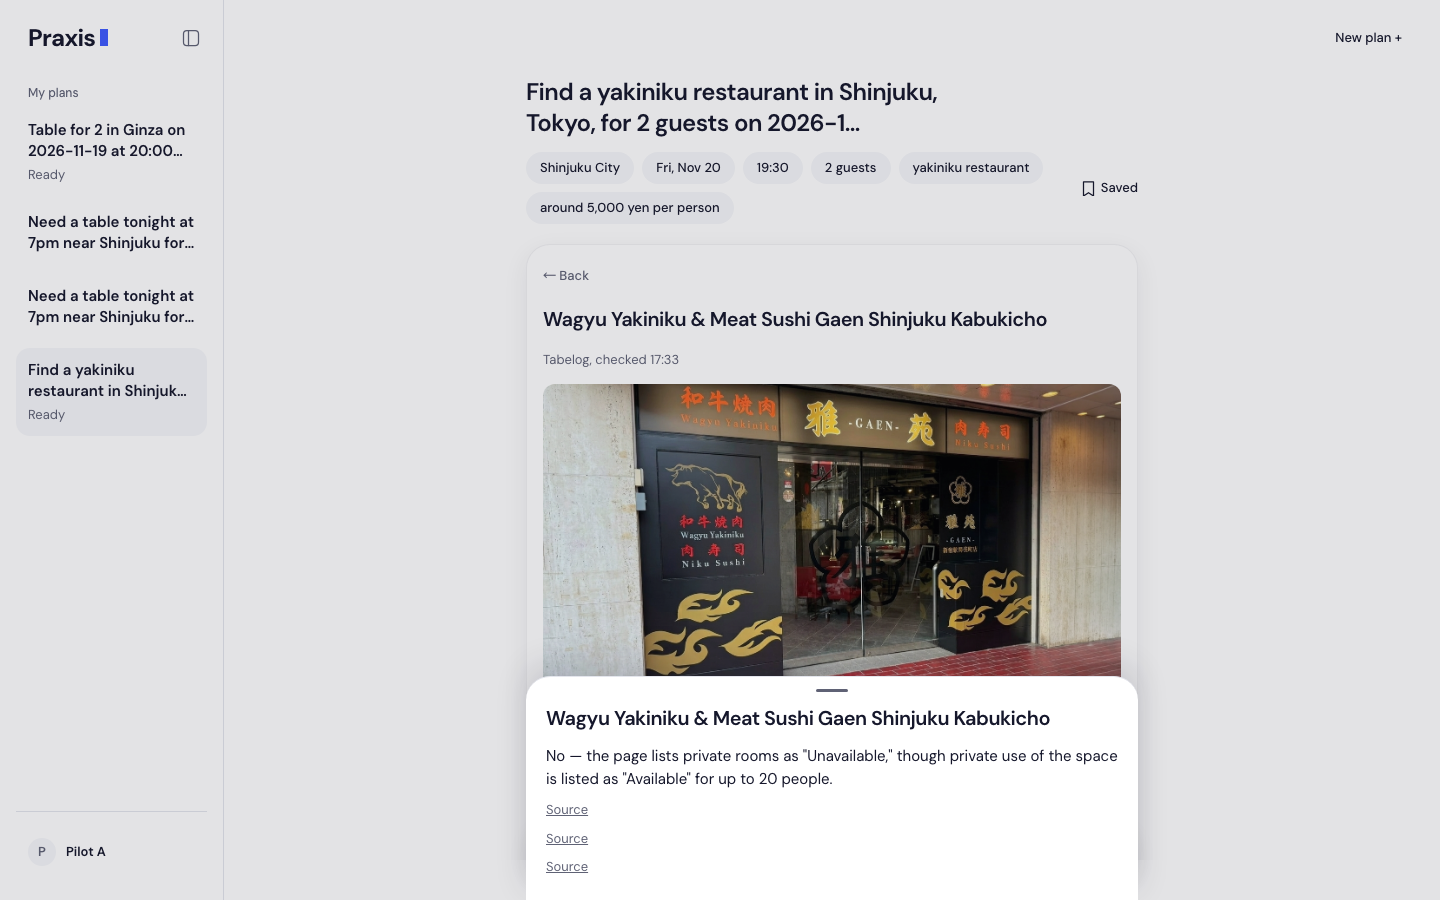 Praxis
New plan +
My plans
Table for 2 in Ginza on
2026-11-19 at 20:00...
Ready
Need a table tonight at
7pm near Shinjuku for...
Need a table tonight at
7pm near Shinjuku for...
Find a yakiniku
restaurant in Shinjuk...
Ready
P
Pilot A
Find a yakiniku restaurant in Shinjuku,
Tokyo, for 2 guests on 2026-1...
Shinjuku City
Fri, Nov 20
19:30
2 guests
yakiniku restaurant
around 5,000 yen per person
Saved
← Back
Wagyu Yakiniku & Meat Sushi Gaen Shinjuku Kabukicho
Tabelog, checked 17:33
和牛焼肉
Wagyu Yakiniku
雅 -GAEN- 苑
肉寿司
Niku Sushi
和牛焼肉
Wagyu Yakiniku
肉寿司
Niku Sushi
雅苑
-GAEN-
Wagyu Yakiniku & Meat Sushi Gaen Shinjuku Kabukicho
No — the page lists private rooms as "Unavailable," though private use of the space
is listed as "Available" for up to 20 people.
Source
Source
Source